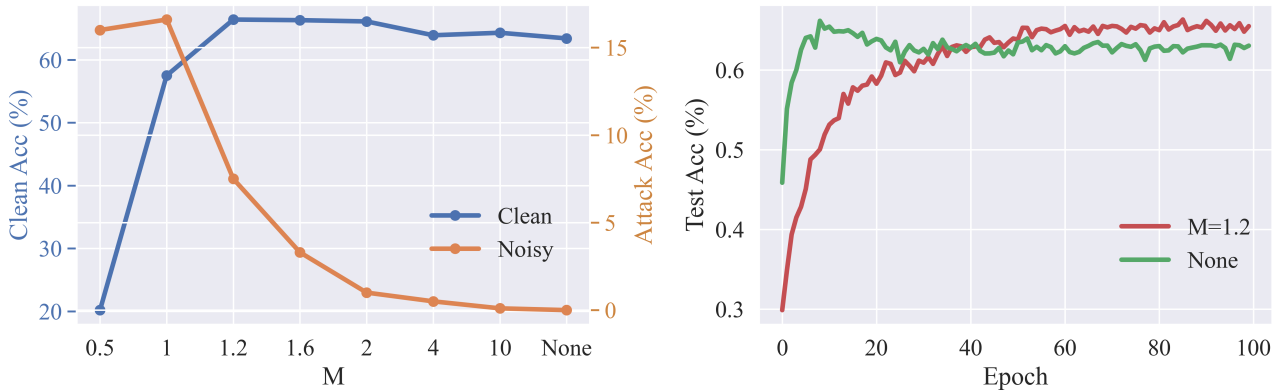 Clean Acc (%)
60
50
40
30
20
15
10
5
0
Attack Acc (%)
Clean
Noisy
0.5 1 1.2 1.6 2 4 10 None
M
Test Acc (%)
0.6
0.5
0.4
0.3
M=1.2
None
0 20 40 60 80 100
Epoch